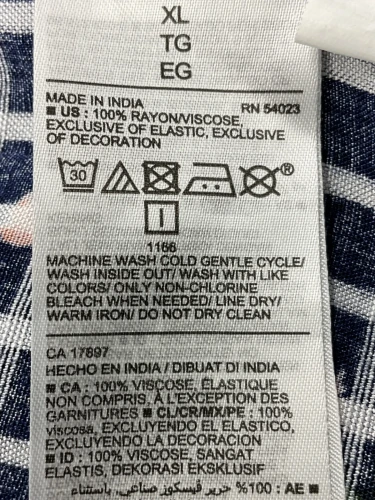 XL
TG
EG
MADE IN INDIA RN 54023
■ US : 100% RAYON/VISCOSE,
EXCLUSIVE OF ELASTIC, EXCLUSIVE
OF DECORATION
30
®
1166
MACHINE WASH COLD GENTLE CYCLE/
WASH INSIDE OUT/ WASH WITH LIKE
COLORS/ ONLY NON-CHLORINE
BLEACH WHEN NEEDED/ LINE DRY/
WARM IRON/ DO NOT DRY CLEAN
CA 17897
HECHO EN INDIA / DIBUAT DI INDIA
■ CA : 100% VISCOSE, ÉLASTIQUE
NON COMPRIS, À L'EXCEPTION DES
GARNITURES ■ CL/CR/MX/PE : 100%
viscosa, EXCLUYENDO EL ELASTICO,
EXCLUYENDO LA DECORACION
■ ID : 100% VISCOSE, SANGAT
ELASTIS, DEKORASI EKSKLUSIF
■ AE : 100% حرير فيسكوز صناعي، باستثناء